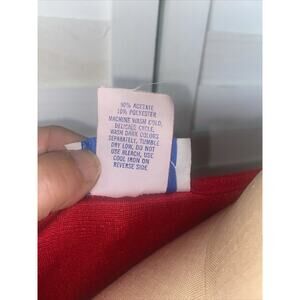 90% ACETATE
10% POLYESTER
MACHINE WASH COLD,
DELICATE CYCLE,
WASH DARK COLORS
SEPARATELY, TUMBLE
DRY LOW, DO NOT
USE BLEACH, USE
COOL IRON ON
REVERSE SIDE